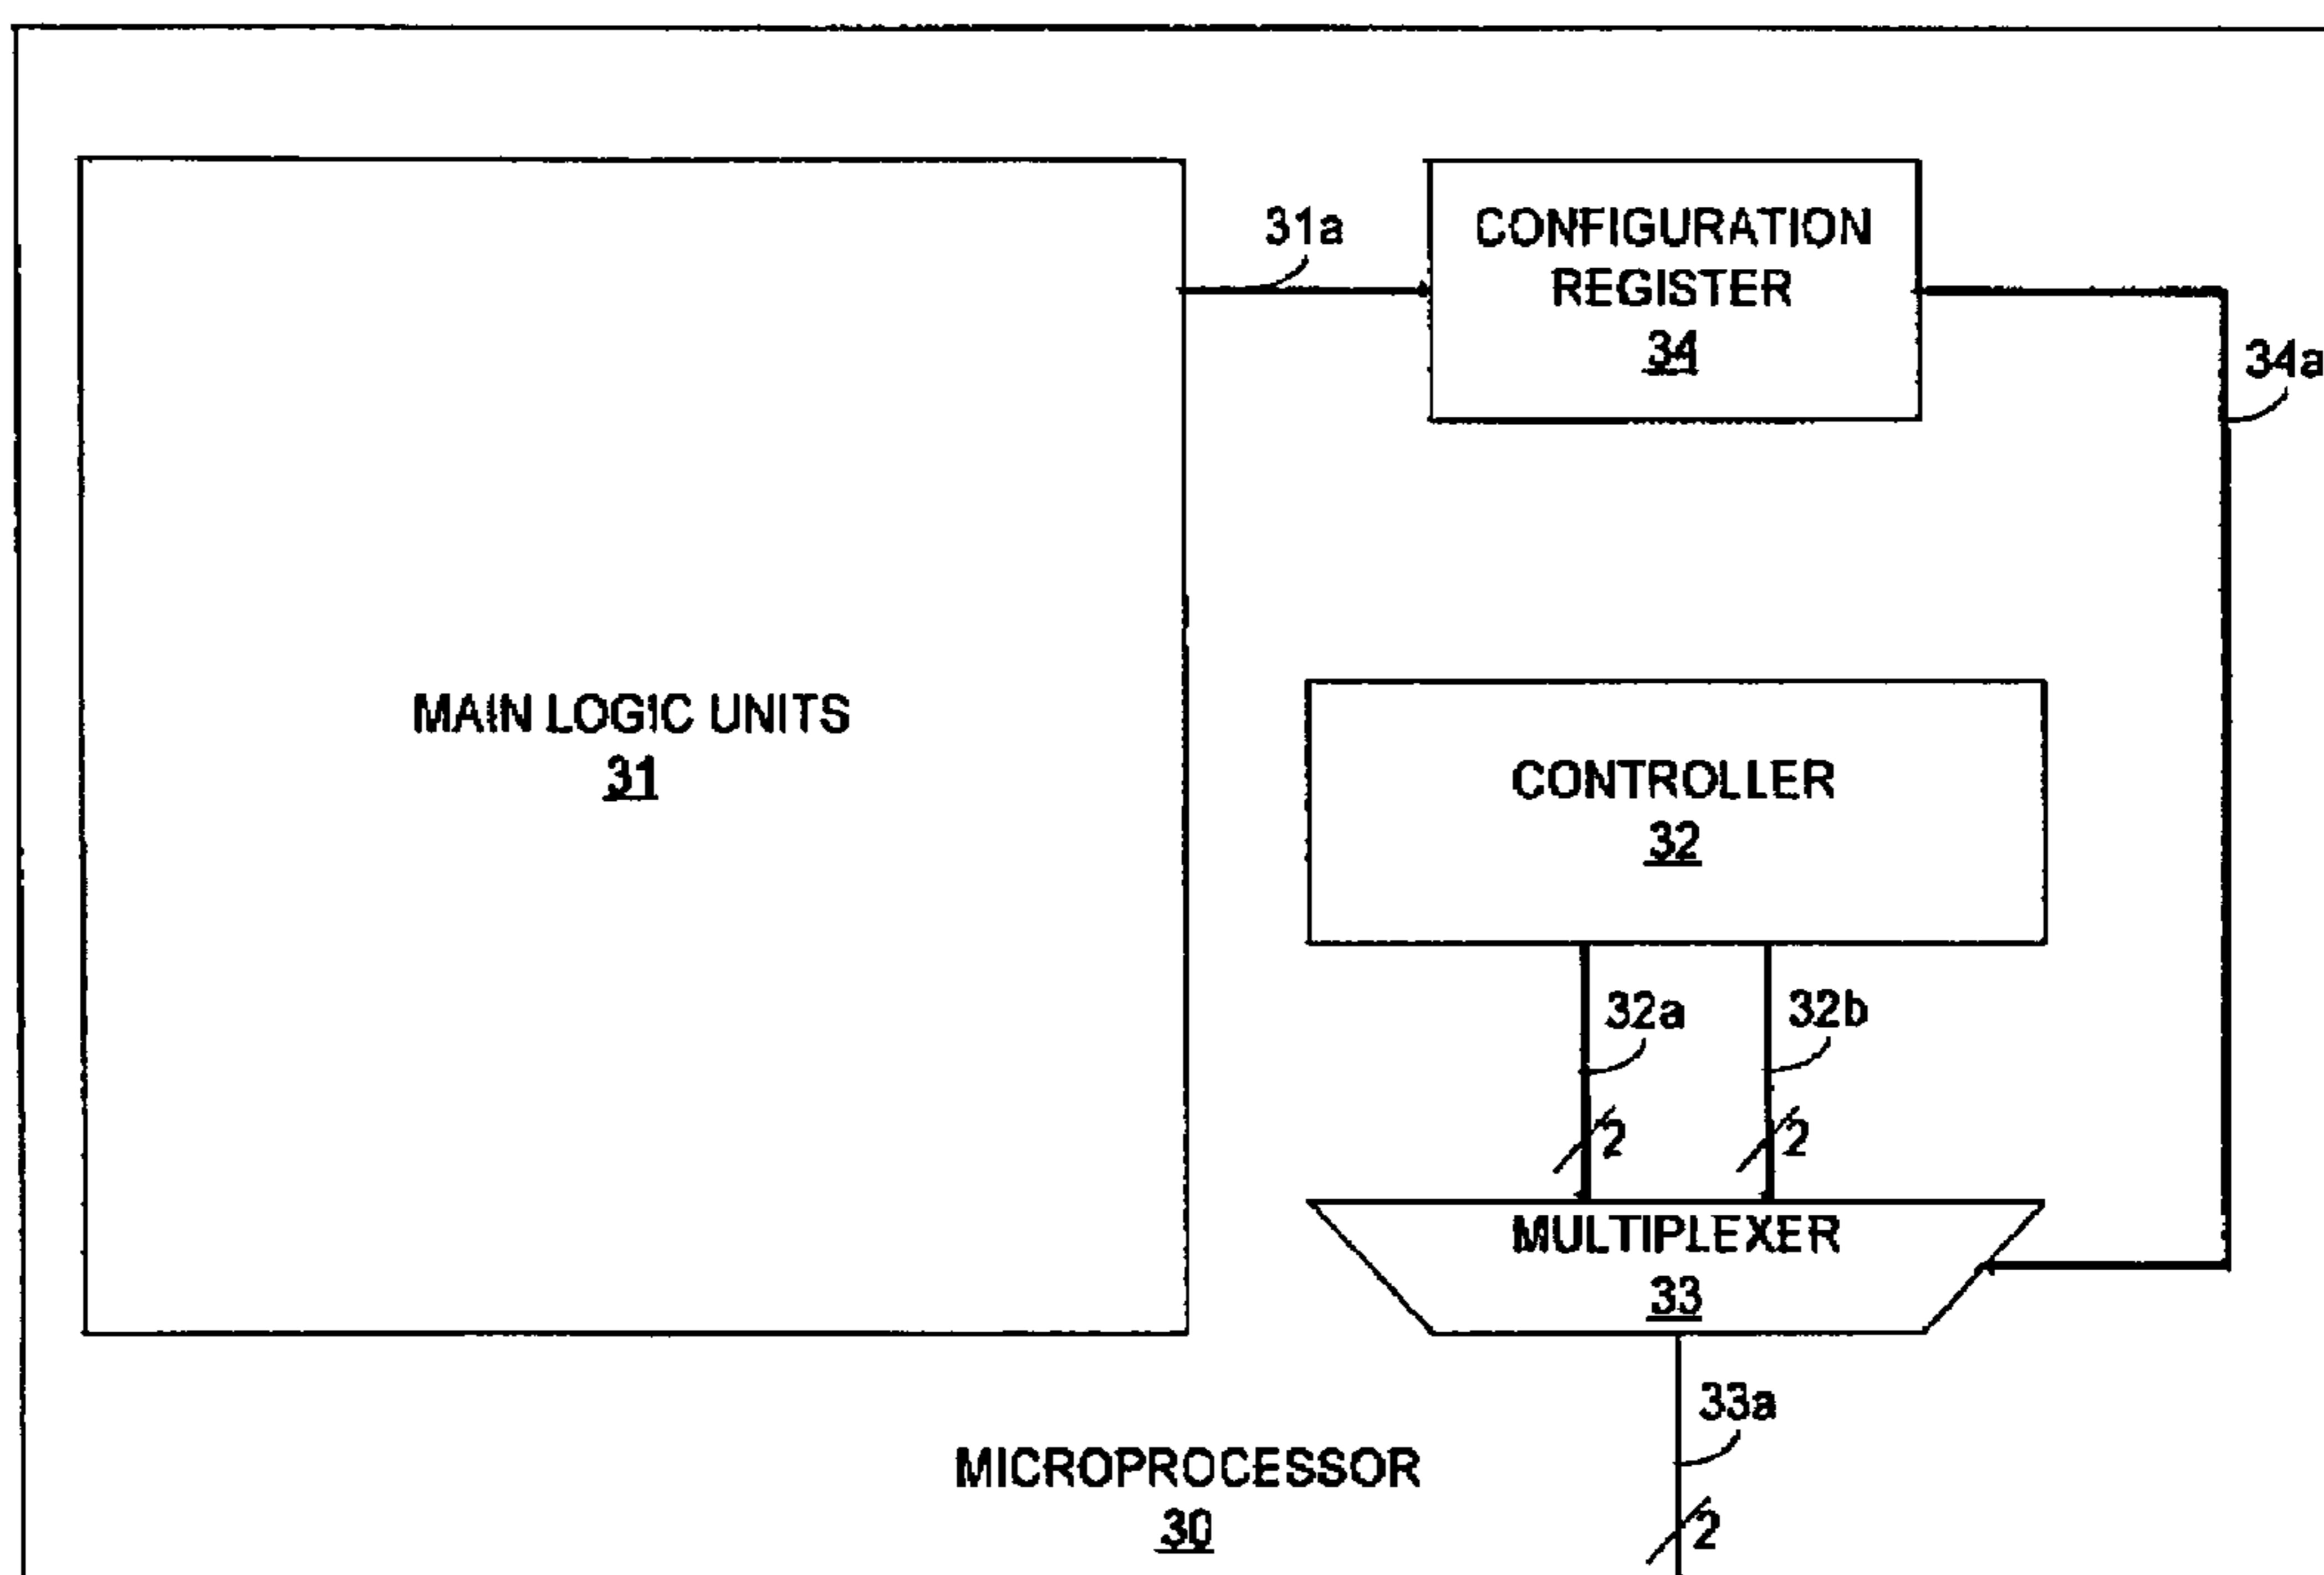 31a
CONFIGURATION
REGISTER
34
34a
MAIN LOGIC UNITS
31
CONTROLLER
32
32a
32b
2
2
MULTIPLEXER
33
33a
MICROPROCESSOR
30
2